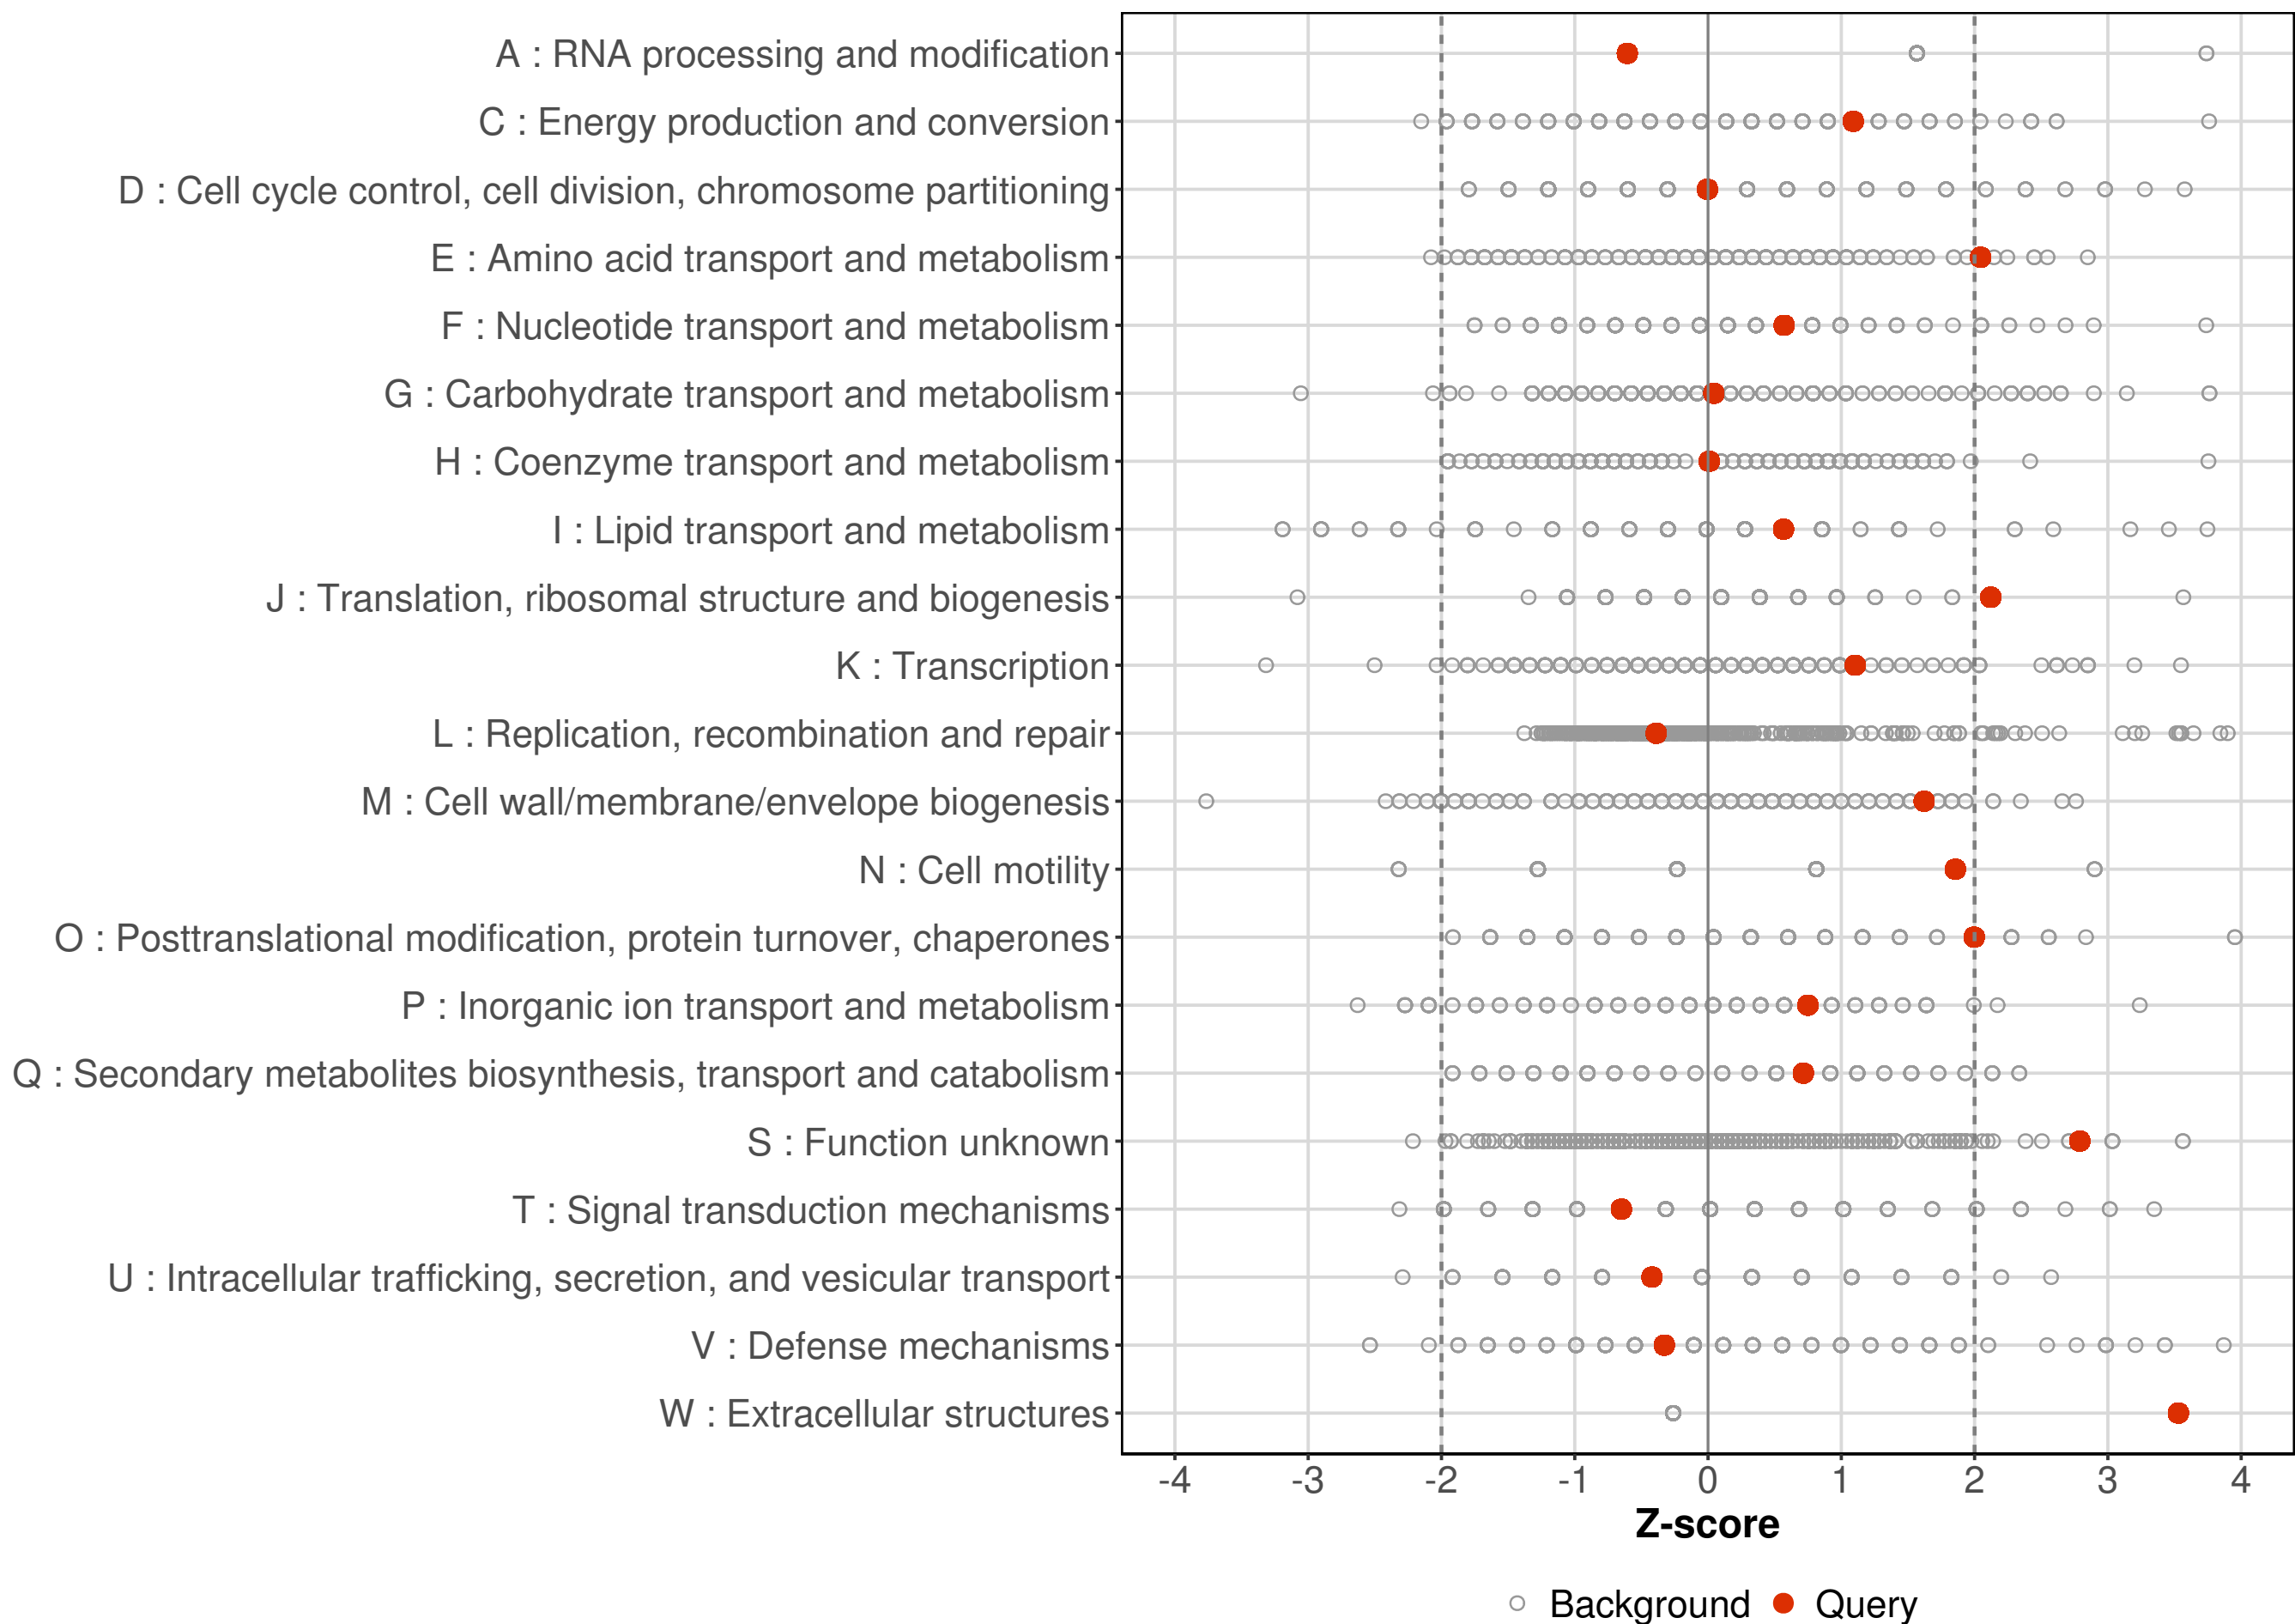 A : RNA processing and modification
C : Energy production and conversion
D : Cell cycle control, cell division, chromosome partitioning
E : Amino acid transport and metabolism
F : Nucleotide transport and metabolism
G : Carbohydrate transport and metabolism
H : Coenzyme transport and metabolism
I : Lipid transport and metabolism
J : Translation, ribosomal structure and biogenesis
K : Transcription
L : Replication, recombination and repair
M : Cell wall/membrane/envelope biogenesis
N : Cell motility
O : Posttranslational modification, protein turnover, chaperones
P : Inorganic ion transport and metabolism
Q : Secondary metabolites biosynthesis, transport and catabolism
S : Function unknown
T : Signal transduction mechanisms
U : Intracellular trafficking, secretion, and vesicular transport
V : Defense mechanisms
W : Extracellular structures
-4 -3 -2 -1 0 1 2 3 4
Z-score
Background Query